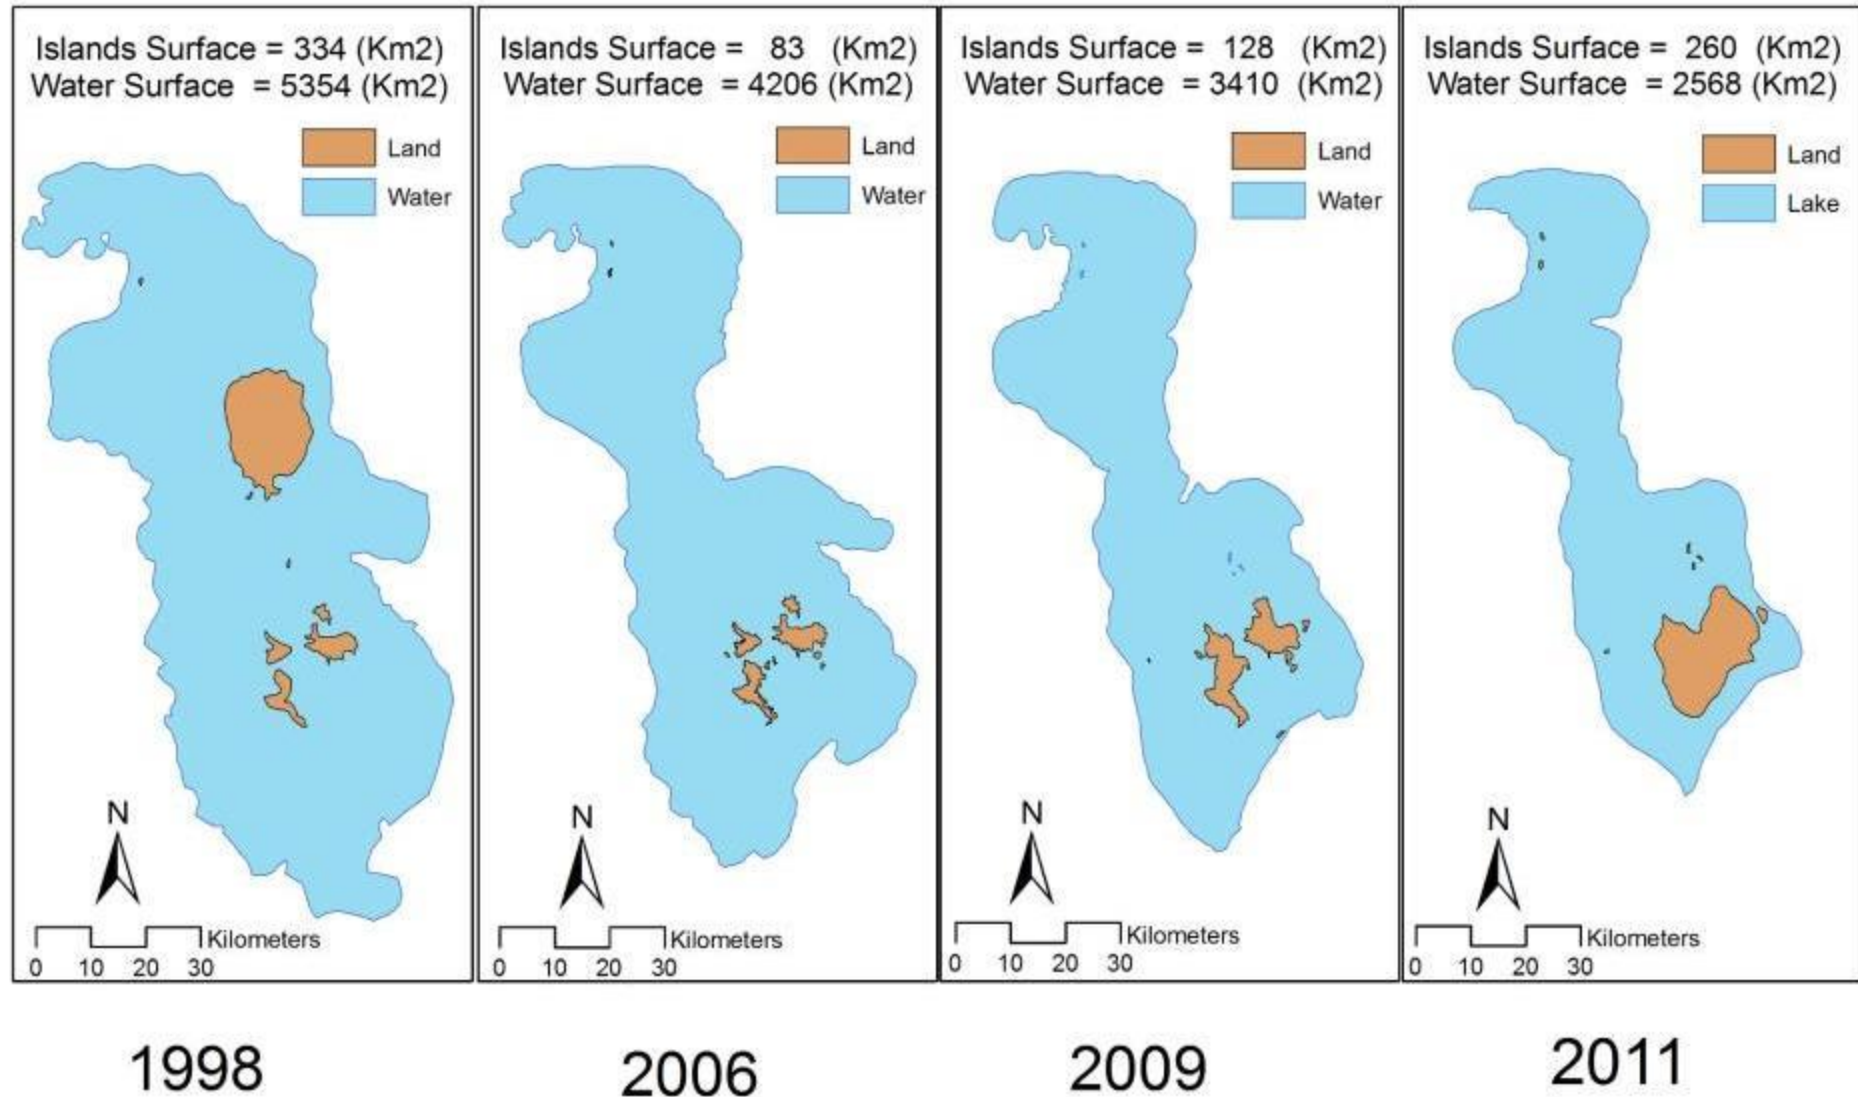 Islands Surface = 334 (Km2)
Water Surface = 5354 (Km2)
Land
Water
N
Kilometers
0 10 20 30
1998
Islands Surface = 83 (Km2)
Water Surface = 4206 (Km2)
Land
Water
N
Kilometers
0 10 20 30
2006
Islands Surface = 128 (Km2)
Water Surface = 3410 (Km2)
Land
Water
N
Kilometers
0 10 20 30
2009
Islands Surface = 260 (Km2)
Water Surface = 2568 (Km2)
Land
Lake
N
Kilometers
0 10 20 30
2011